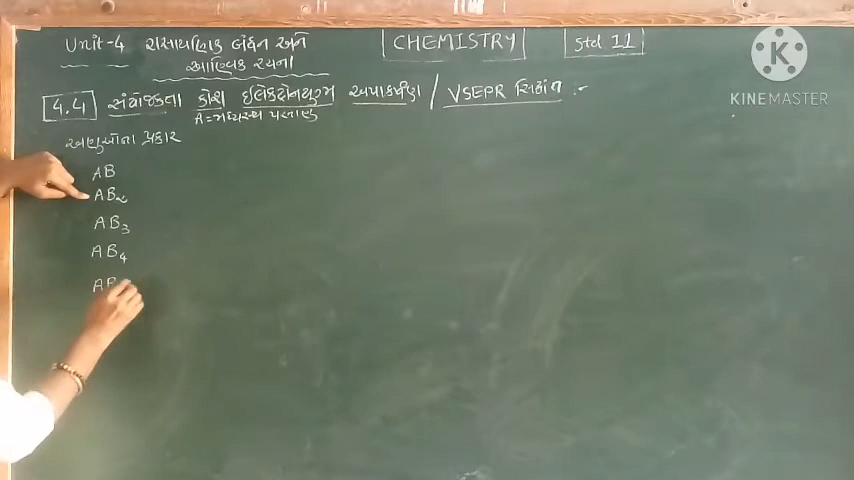 Unit-4 રાસાયણિક બંધન અને
આણ્વિક રચના
CHEMISTRY
Std 11
4.4 સંયોજકતા કોશ ઇલેક્ટ્રોનયુગ્મ અપાકર્ષણ / VSEPR સિદ્ધાંત :-
A = મધ્યસ્થ પરમાણુ
અણુઓના પ્રકાર
AB
AB2
AB3
AB4
AB
K
KINEMASTER